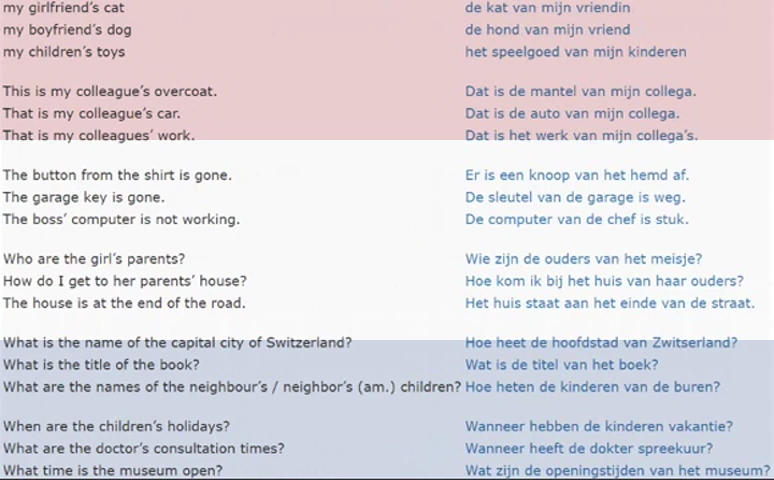 my girlfriend's cat de kat van mijn vriendin
my boyfriend's dog de hond van mijn vriend
my children's toys het speelgoed van mijn kinderen
This is my colleague's overcoat. Dat is de mantel van mijn collega.
That is my colleague's car. Dat is de auto van mijn collega.
That is my colleagues' work. Dat is het werk van mijn collega's.
The button from the shirt is gone. Er is een knoop van het hemd af.
The garage key is gone. De sleutel van de garage is weg.
The boss' computer is not working. De computer van de chef is stuk.
Who are the girl's parents? Wie zijn de ouders van het meisje?
How do I get to her parents' house? Hoe kom ik bij het huis van haar ouders?
The house is at the end of the road. Het huis staat aan het einde van de straat.
What is the name of the capital city of Switzerland? Hoe heet de hoofdstad van Zwitserland?
What is the title of the book? Wat is de titel van het boek?
What are the names of the neighbour's / neighbor's (am.) children? Hoe heten de kinderen van de buren?
When are the children's holidays? Wanneer hebben de kinderen vakantie?
What are the doctor's consultation times? Wanneer heeft de dokter spreekuur?
What time is the museum open? Wat zijn de openingstijden van het museum?